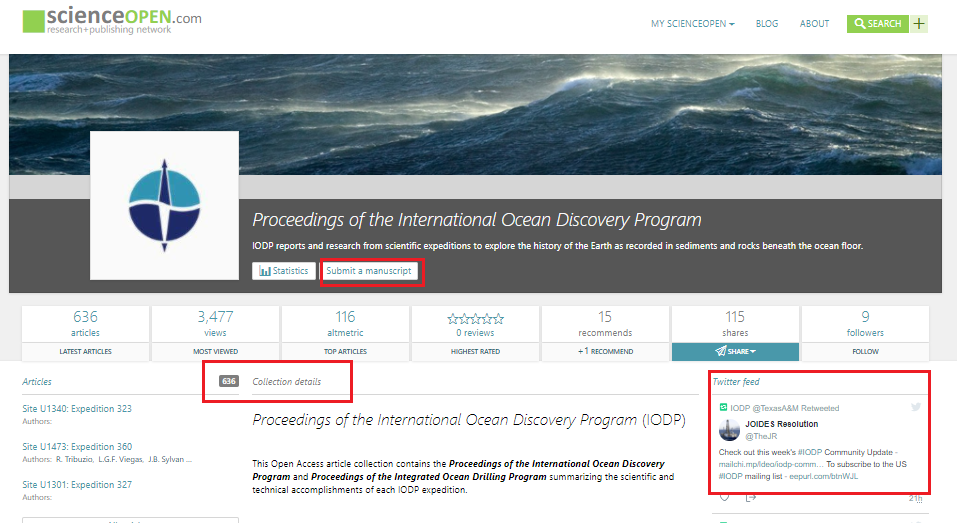 scienceOPEN.com
research+publishing network
MY SCIENCEOPEN
BLOG
ABOUT
SEARCH
+
Proceedings of the International Ocean Discovery Program
IODP reports and research from scientific expeditions to explore the history of the Earth as recorded in sediments and rocks beneath the ocean floor.
Statistics
Submit a manuscript
636
articles
LATEST ARTICLES
3,477
views
MOST VIEWED
116
altmetric
TOP ARTICLES
0 reviews
HIGHEST RATED
15
recommends
+1 RECOMMEND
115
shares
SHARE
9
followers
FOLLOW
Articles
636
Site U1340: Expedition 323
Authors:
Site U1473: Expedition 360
Authors: R. Tribuzio, L.G.F. Viegas, J.B. Sylvan ...
Site U1301: Expedition 327
Authors:
Collection details
Proceedings of the International Ocean Discovery Program (IODP)
This Open Access article collection contains the Proceedings of the International Ocean Discovery
Program and Proceedings of the Integrated Ocean Drilling Program summarizing the scientific and
technical accomplishments of each IODP expedition.
Twitter feed
IODP @TexasA&M Retweeted
JOIDES Resolution
@TheJR
Check out this week's #IODP Community Update -
mailchi.mp/ldeo/iodp-comm… To subscribe to the US
#IODP mailing list - eepurl.com/btnWJL
21h